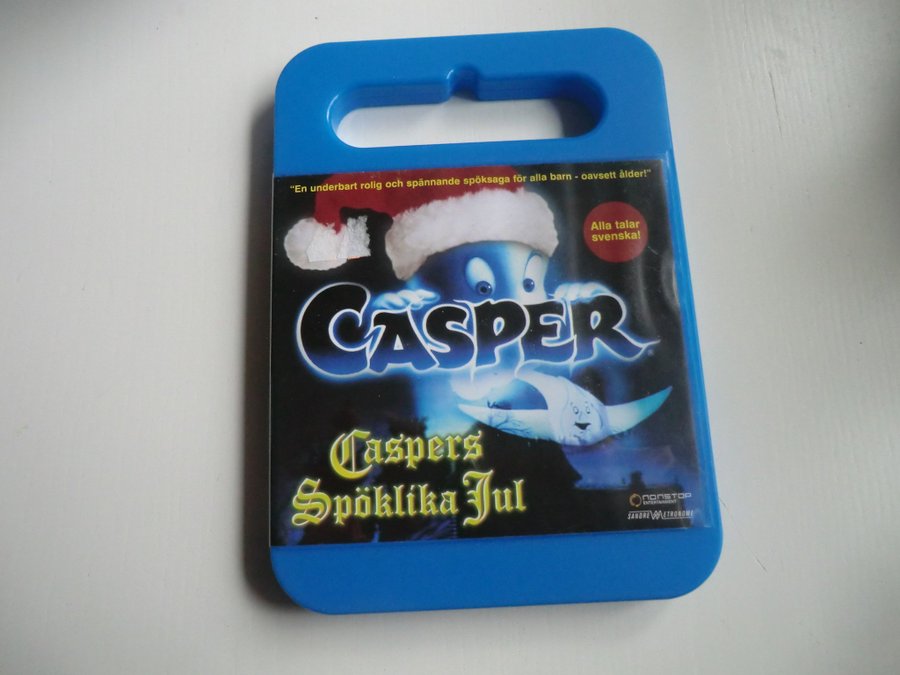 "En underbart rolig och spännande spöksaga för alla barn - oavsett ålder!"
Alla talar
svenska!
CASPER
Caspers
Spöklika Jul
NONSTOP
ENTERTAINMENT
SANDREW METRONOME